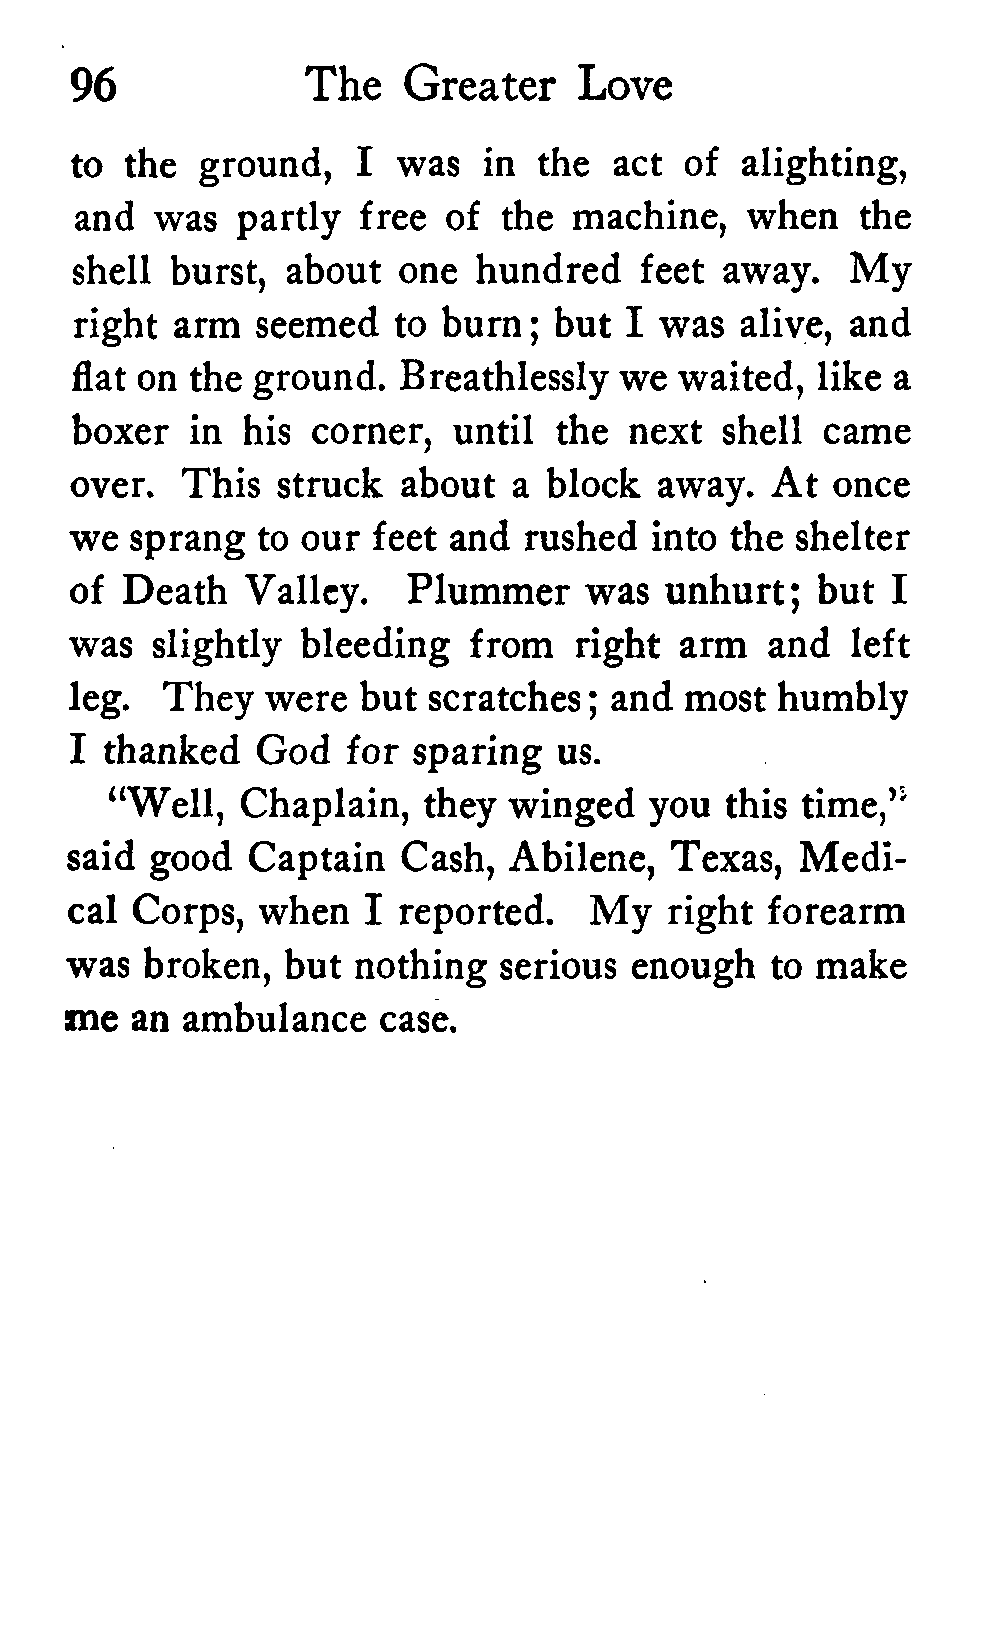 96 The Greater Love
to the ground, I was in the act of alighting,
and was partly free of the machine, when the
shell burst, about one hundred feet away. My
right arm seemed to burn; but I was alive, and
flat on the ground. Breathlessly we waited, like a
boxer in his corner, until the next shell came
over. This struck about a block away. At once
we sprang to our feet and rushed into the shelter
of Death Valley. Plummer was unhurt; but I
was slightly bleeding from right arm and left
leg. They were but scratches; and most humbly
I thanked God for sparing us.
"Well, Chaplain, they winged you this time,"
said good Captain Cash, Abilene, Texas, Medi-
cal Corps, when I reported. My right forearm
was broken, but nothing serious enough to make
me an ambulance case.